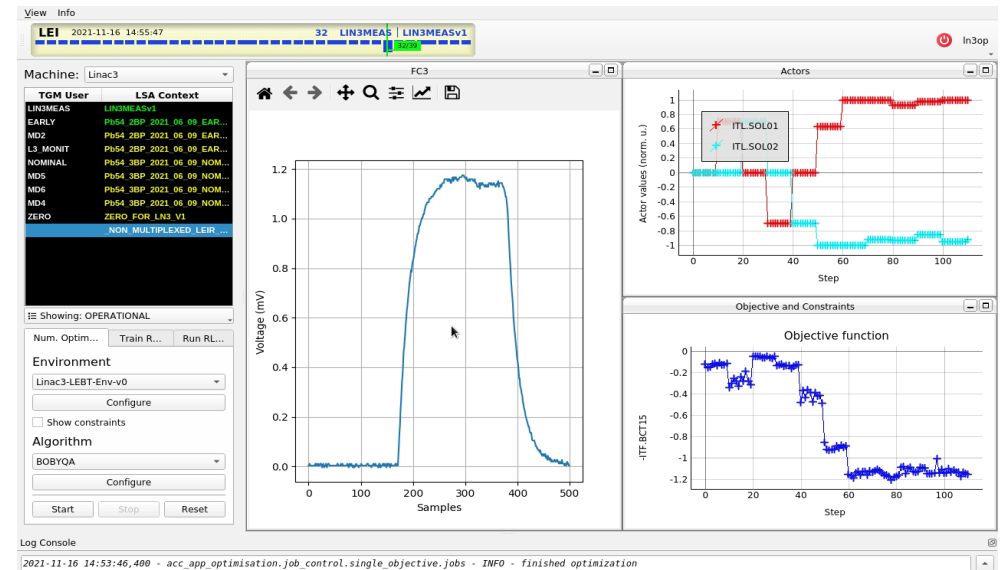 View Info
LEI 2021-11-16 14:55:47 32 LIN3MEAS | LIN3MEASv1
32/39
ln3op
Machine: Linac3
TGM User LSA Context
LIN3MEAS LIN3MEASv1
EARLY Pb54_2BP_2021_06_09_EAR...
MD2 Pb54_2BP_2021_06_09_EAR...
L3_MONIT Pb54_2BP_2021_06_09_EAR...
NOMINAL Pb54_3BP_2021_06_09_NOM...
MD5 Pb54_3BP_2021_06_09_NOM...
MD6 Pb54_3BP_2021_06_09_NOM...
MD4 Pb54_3BP_2021_06_09_NOM...
ZERO ZERO_FOR_LN3_V1
_NON_MULTIPLEXED_LEIR_...
Showing: OPERATIONAL
Num. Optim... Train R... Run RL...
Environment
Linac3-LEBT-Env-v0
Configure
Show constraints
Algorithm
BOBYQA
Configure
Start Stop Reset
FC3
Voltage (mV)
1.2
1.0
0.8
0.6
0.4
0.2
0.0
0 100 200 300 400 500
Samples
Actors
Actor values (norm. u.)
1
0.8
0.6
0.4
0.2
0
-0.2
-0.4
-0.6
-0.8
-1
ITL.SOL01
ITL.SOL02
0 20 40 60 80 100
Step
Objective and Constraints
Objective function
-ITF.BCT15
0
-0.2
-0.4
-0.6
-0.8
-1
-1.2
0 20 40 60 80 100
Step
Log Console
2021-11-16 14:53:46,400 - acc_app_optimisation.job_control.single_objective.jobs - INFO - finished optimization